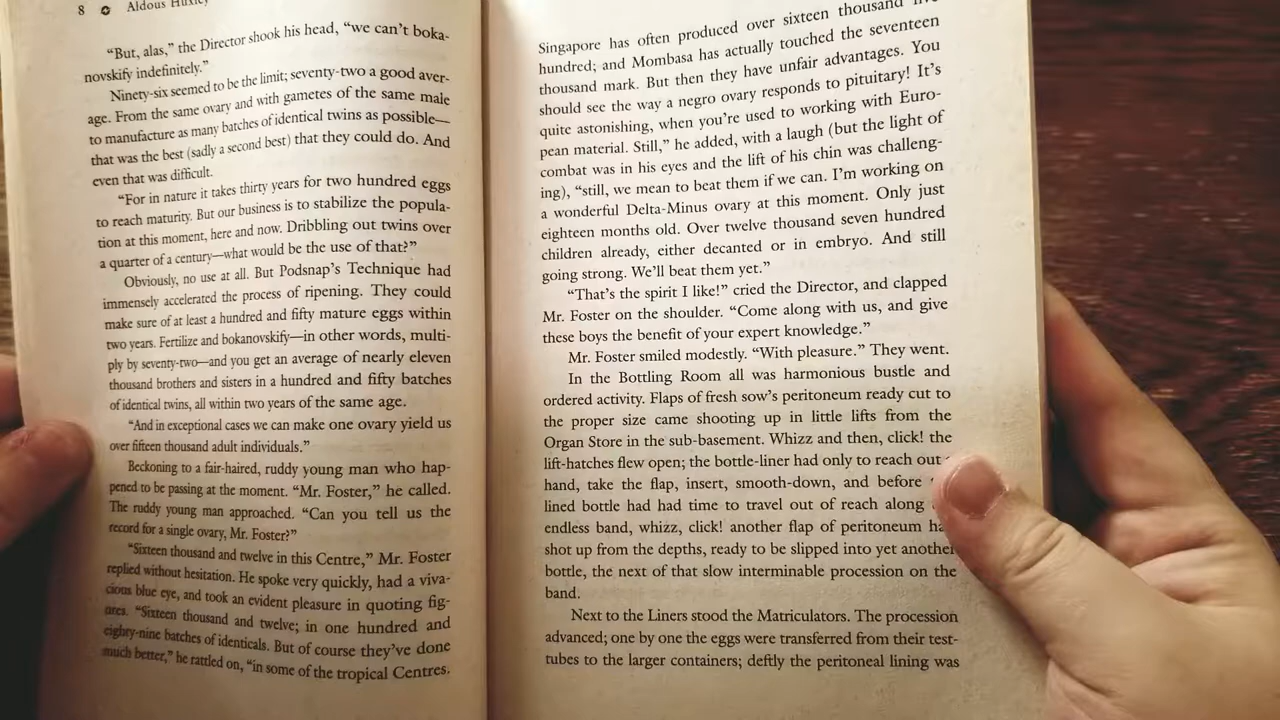 8 Aldous Huxley
"But, alas," the Director shook his head, "we can't boka-
novskify indefinitely."
Ninety-six seemed to be the limit; seventy-two a good aver-
age. From the same ovary and with gametes of the same male
to manufacture as many batches of identical twins as possible—
that was the best (sadly a second best) that they could do. And
even that was difficult.
"For in nature it takes thirty years for two hundred eggs
to reach maturity. But our business is to stabilize the popula-
tion at this moment, here and now. Dribbling out twins over
a quarter of a century—what would be the use of that?"
Obviously, no use at all. But Podsnap's Technique had
immensely accelerated the process of ripening. They could
make sure of at least a hundred and fifty mature eggs within
two years. Fertilize and bokanovskify—in other words, multi-
ply by seventy-two—and you get an average of nearly eleven
thousand brothers and sisters in a hundred and fifty batches
of identical twins, all within two years of the same age.
"And in exceptional cases we can make one ovary yield us
over fifteen thousand adult individuals."
Beckoning to a fair-haired, ruddy young man who hap-
pened to be passing at the moment. "Mr. Foster," he called.
The ruddy young man approached. "Can you tell us the
record for a single ovary, Mr. Foster?"
"Sixteen thousand and twelve in this Centre," Mr. Foster
replied without hesitation. He spoke very quickly, had a viva-
cious blue eye, and took an evident pleasure in quoting fig-
ures. "Sixteen thousand and twelve; in one hundred and
eighty-nine batches of identicals. But of course they've done
much better," he rattled on, "in some of the tropical Centres.
Singapore has often produced over sixteen thousand five
hundred; and Mombasa has actually touched the seventeen
thousand mark. But then they have unfair advantages. You
should see the way a negro ovary responds to pituitary! It's
quite astonishing, when you're used to working with Euro-
pean material. Still," he added, with a laugh (but the light of
combat was in his eyes and the lift of his chin was challeng-
ing), "still, we mean to beat them if we can. I'm working on
a wonderful Delta-Minus ovary at this moment. Only just
eighteen months old. Over twelve thousand seven hundred
children already, either decanted or in embryo. And still
going strong. We'll beat them yet."
"That's the spirit I like!" cried the Director, and clapped
Mr. Foster on the shoulder. "Come along with us, and give
these boys the benefit of your expert knowledge."
Mr. Foster smiled modestly. "With pleasure." They went.
In the Bottling Room all was harmonious bustle and
ordered activity. Flaps of fresh sow's peritoneum ready cut to
the proper size came shooting up in little lifts from the
Organ Store in the sub-basement. Whizz and then, click! the
lift-hatches flew open; the bottle-liner had only to reach out
hand, take the flap, insert, smooth-down, and before
lined bottle had had time to travel out of reach along
endless band, whizz, click! another flap of peritoneum
shot up from the depths, ready to be slipped into yet another
bottle, the next of that slow interminable procession on the
band.
Next to the Liners stood the Matriculators. The procession
advanced; one by one the eggs were transferred from their test-
tubes to the larger containers; deftly the peritoneal lining was